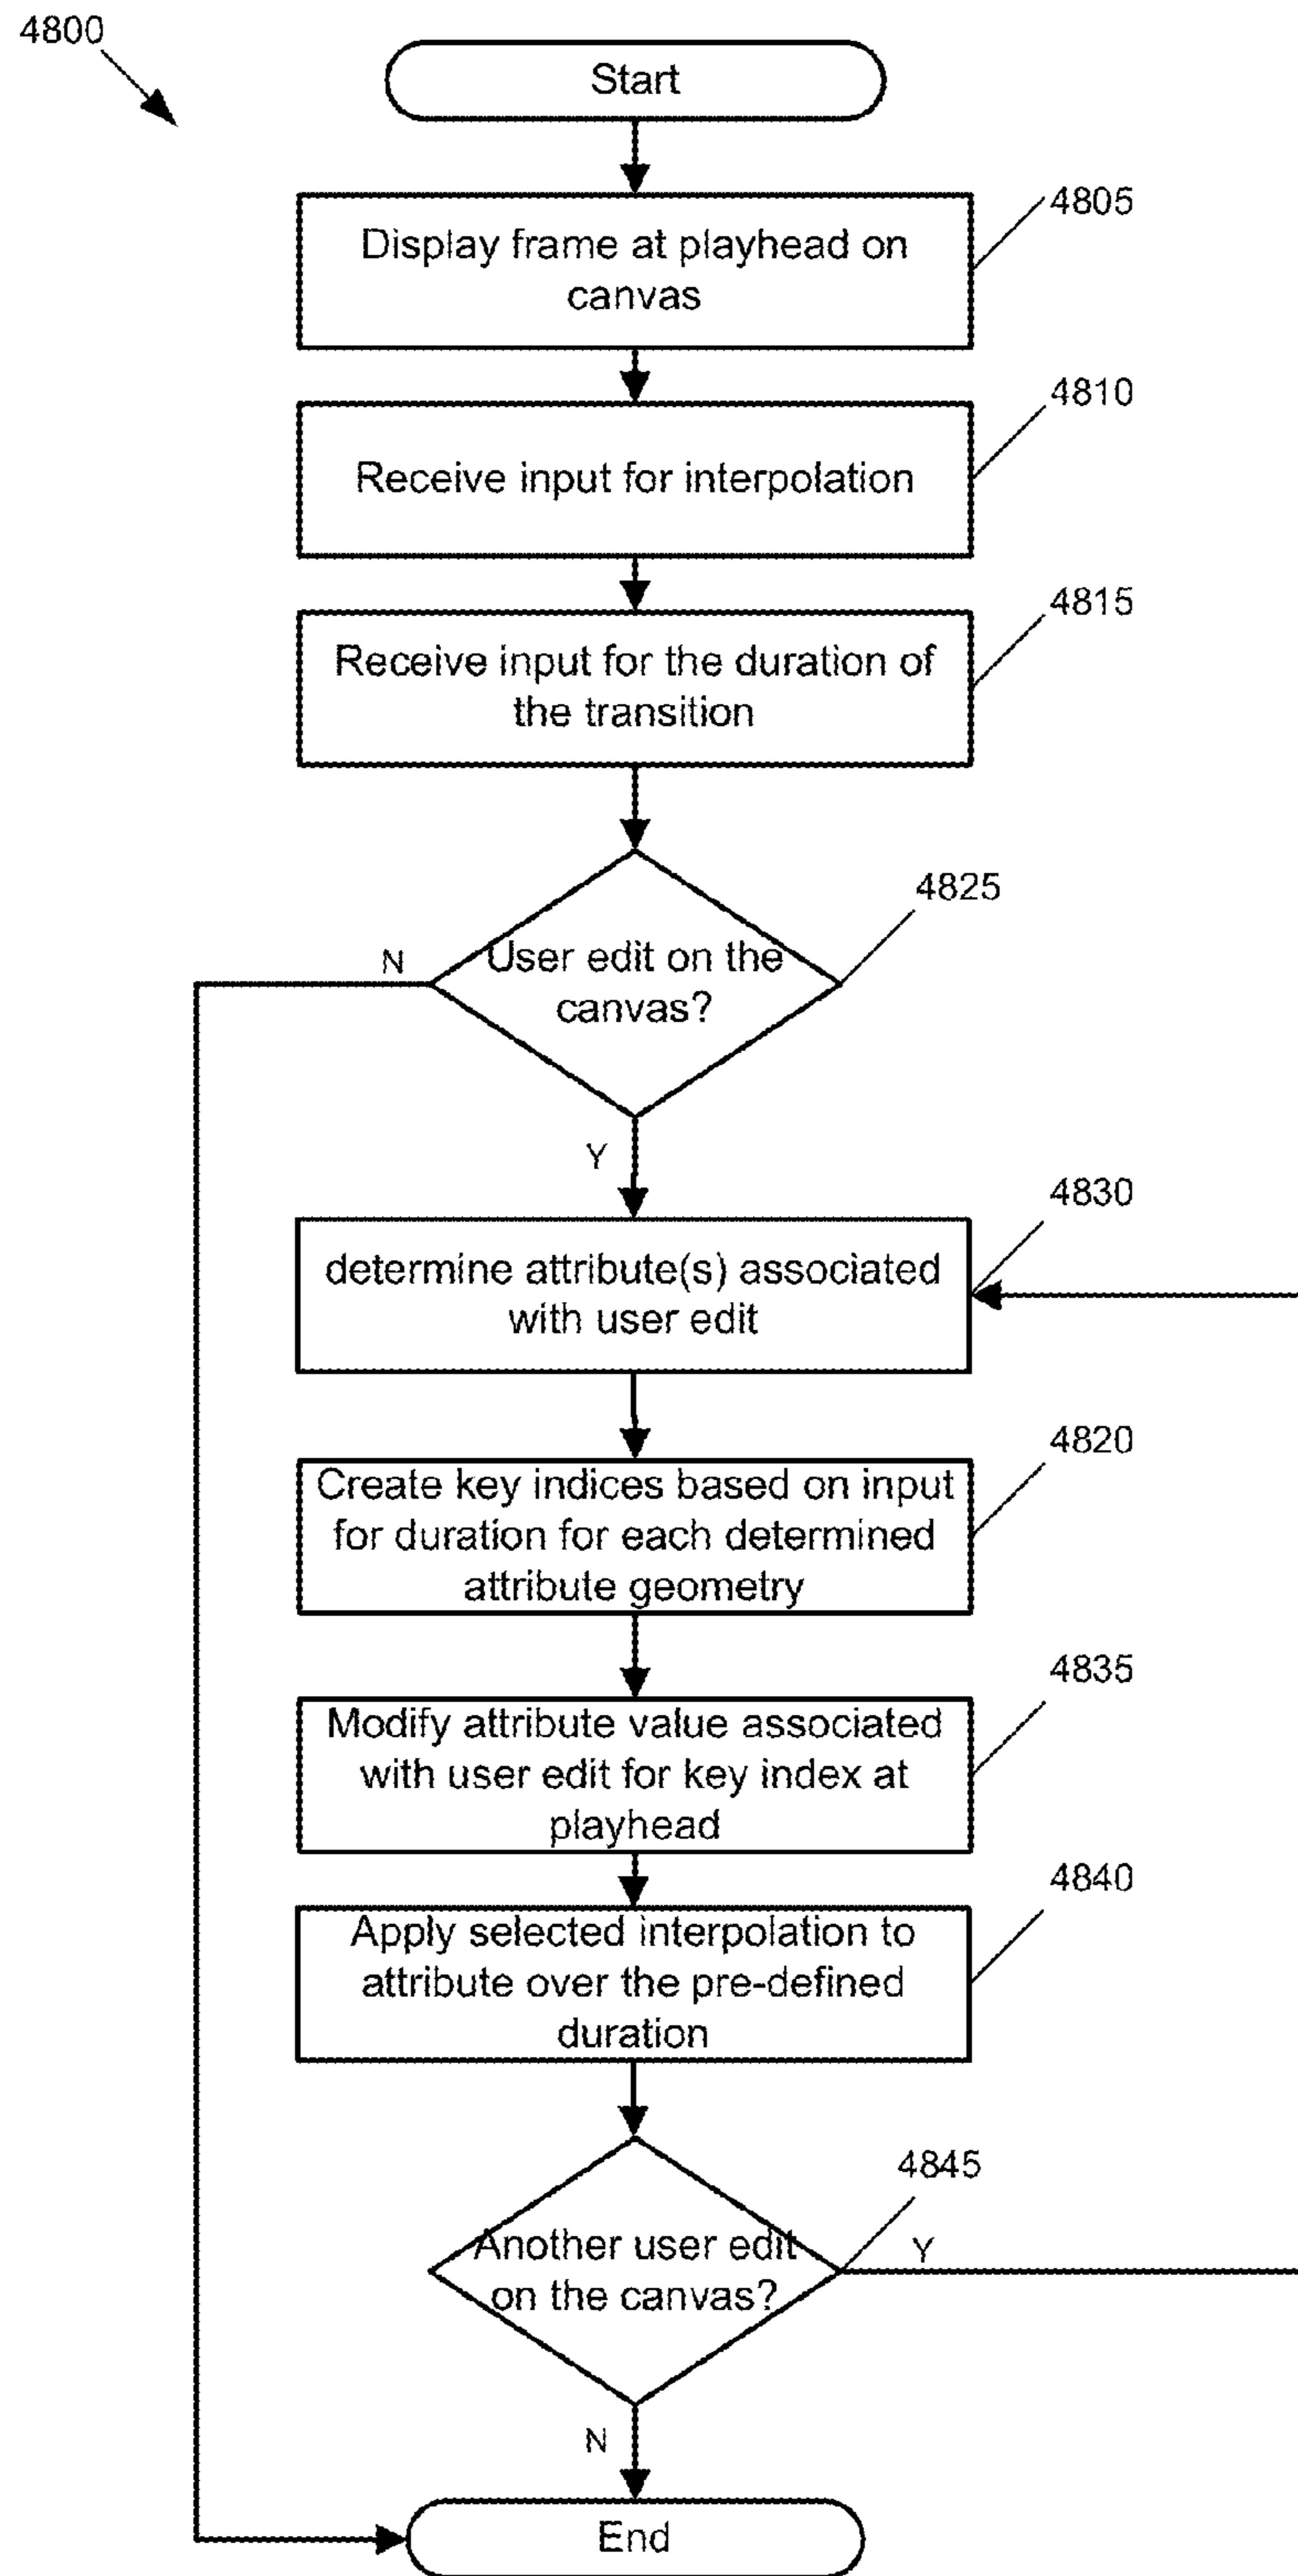 4800
Start
4805
Display frame at playhead on
canvas
4810
Receive input for interpolation
4815
Receive input for the duration of
the transition
4825
N
User edit on the
canvas?
Y
4830
determine attribute(s) associated
with user edit
4820
Create key indices based on input
for duration for each determined
attribute geometry
4835
Modify attribute value associated
with user edit for key index at
playhead
4840
Apply selected interpolation to
attribute over the pre-defined
duration
4845
Another user edit
on the canvas?
Y
N
End